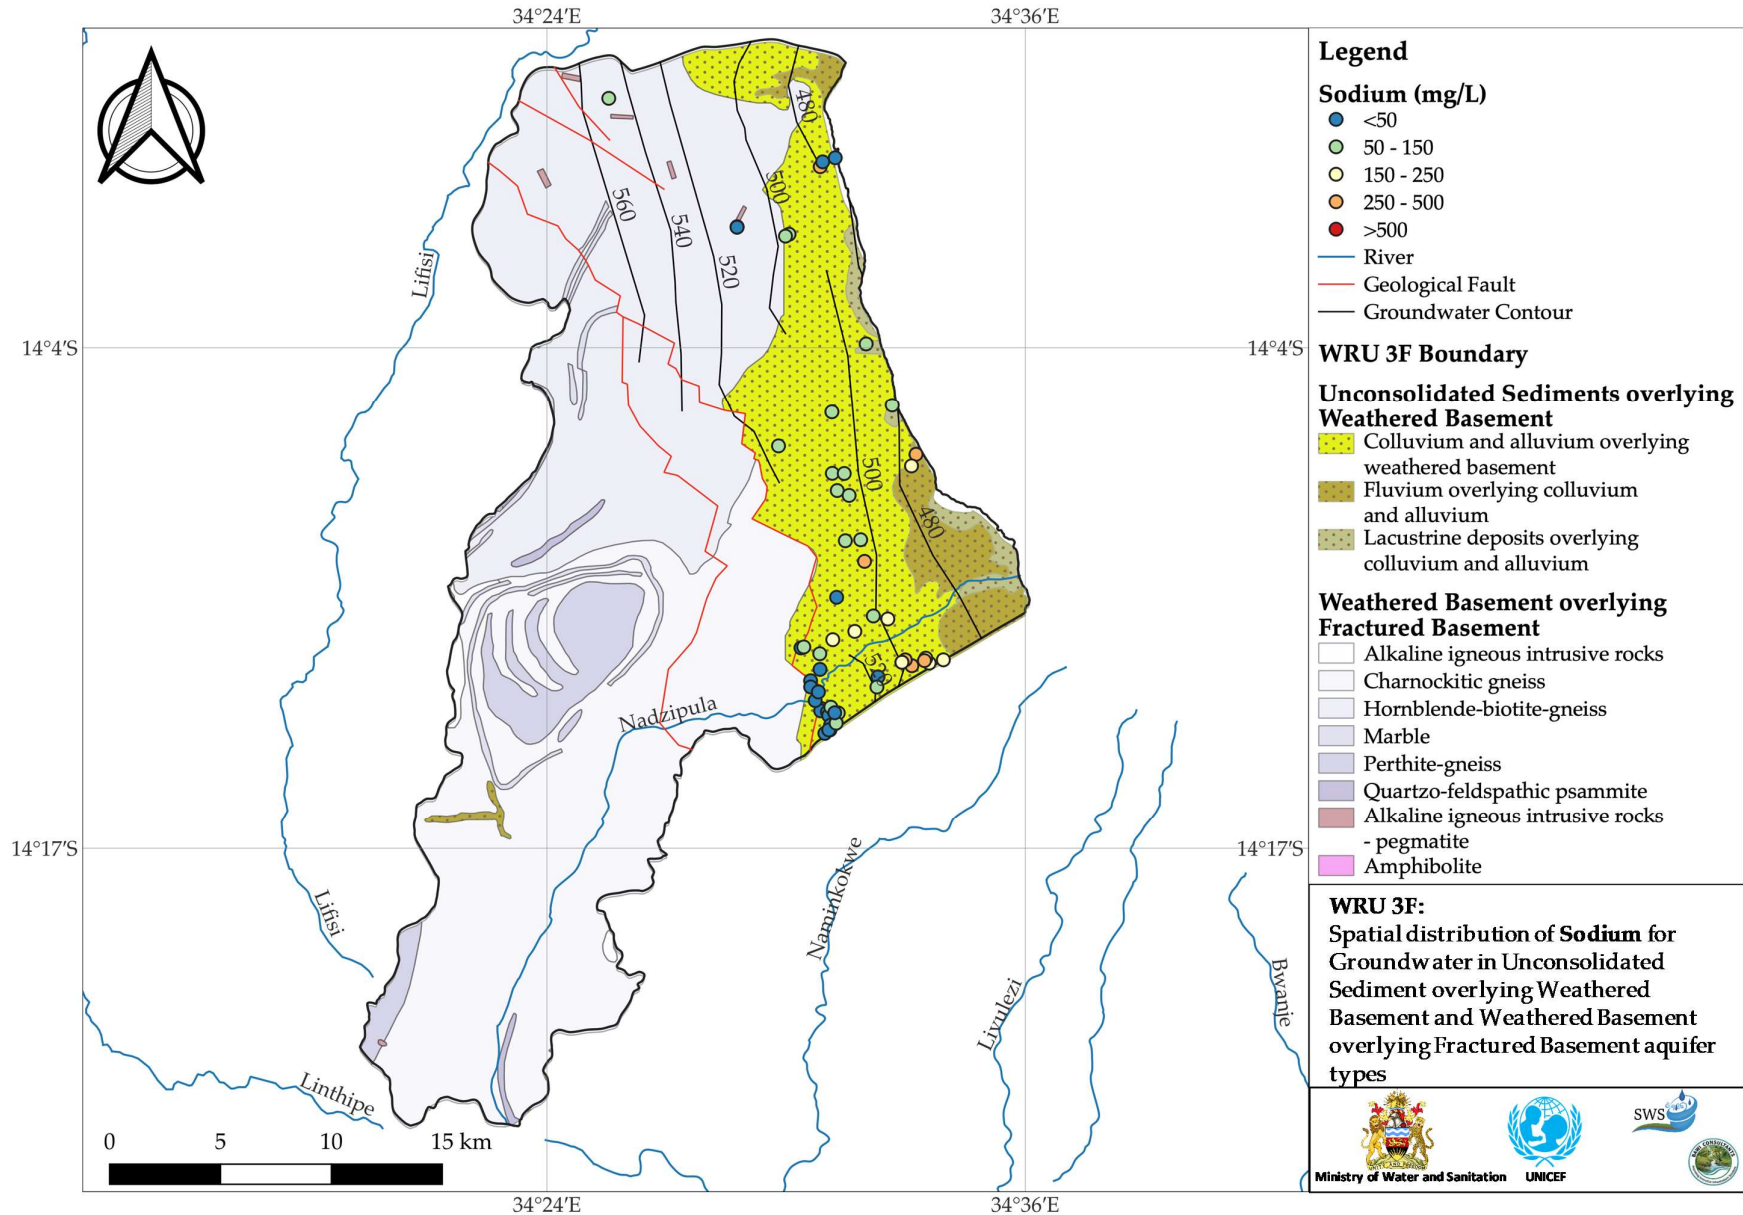 34°24′E
34°36′E
Legend
Sodium (mg/L)
<50
50 - 150
150 - 250
250 - 500
>500
River
Geological Fault
Groundwater Contour
WRU 3F Boundary
Unconsolidated Sediments overlying
Weathered Basement
Colluvium and alluvium overlying
weathered basement
Fluvium overlying colluvium
and alluvium
Lacustrine deposits overlying
colluvium and alluvium
Weathered Basement overlying
Fractured Basement
Alkaline igneous intrusive rocks
Charnockitic gneiss
Hornblende-biotite-gneiss
Marble
Perthite-gneiss
Quartzo-feldspathic psammite
Alkaline igneous intrusive rocks
- pegmatite
Amphibolite
WRU 3F:
Spatial distribution of Sodium for
Groundwater in Unconsolidated
Sediment overlying Weathered
Basement and Weathered Basement
overlying Fractured Basement aquifer
types
SWS
Ministry of Water and Sanitation
UNICEF
480
500
560
540
520
Lifisi
14°4′S
14°4′S
500
480
520
Nadzipula
14°17′S
14°17′S
Naminkokwe
Lifisi
Livulezi
Bwanje
Linthipe
0
5
10
15 km
34°24′E
34°36′E